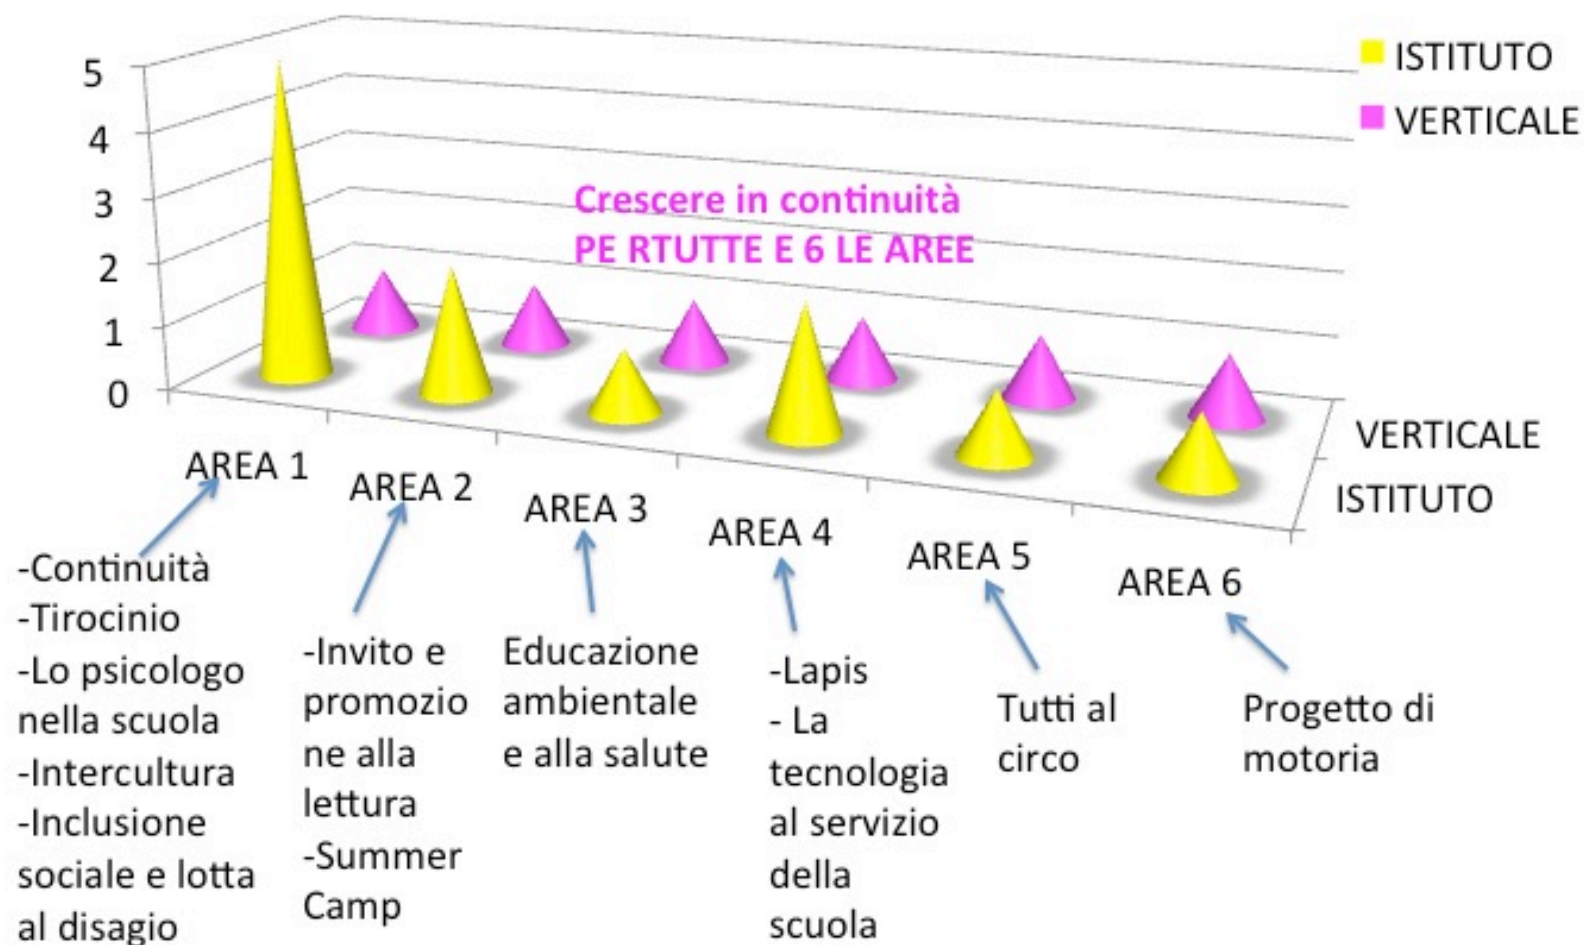 5
4
3
2
1
0
ISTITUTO
VERTICALE
Crescere in continuità
PE RTUTTE E 6 LE AREE
VERTICALE
ISTITUTO
AREA 1
AREA 2
AREA 3
AREA 4
AREA 5
AREA 6
-Continuità
-Tirocinio
-Lo psicologo
nella scuola
-Intercultura
-Inclusione
sociale e lotta
al disagio
-Invito e
promozio
ne alla
lettura
-Summer
Camp
Educazione
ambientale
e alla salute
-Lapis
- La
tecnologia
al servizio
della
scuola
Tutti al
circo
Progetto di
motoria